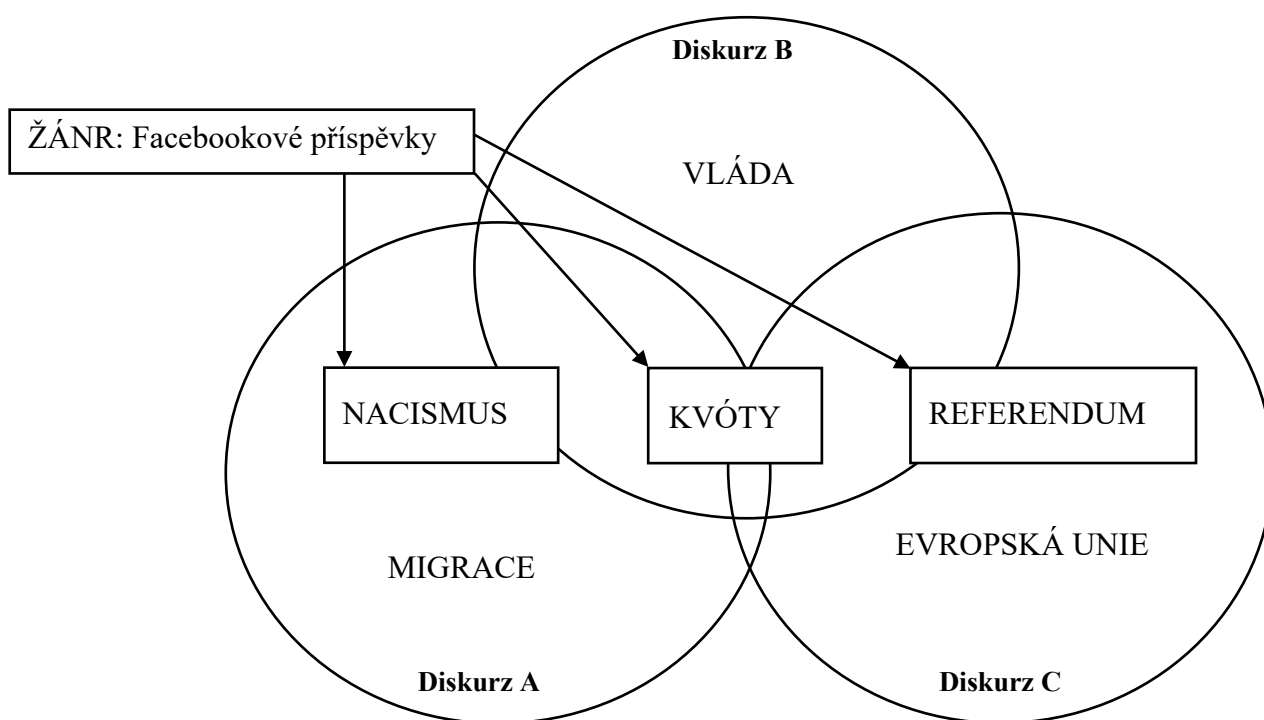 Diskurz B
ŽÁNR: Facebookové příspěvky
VLÁDA
NACISMUS
KVÓTY
REFERENDUM
MIGRACE
EVROPSKÁ UNIE
Diskurz A
Diskurz C